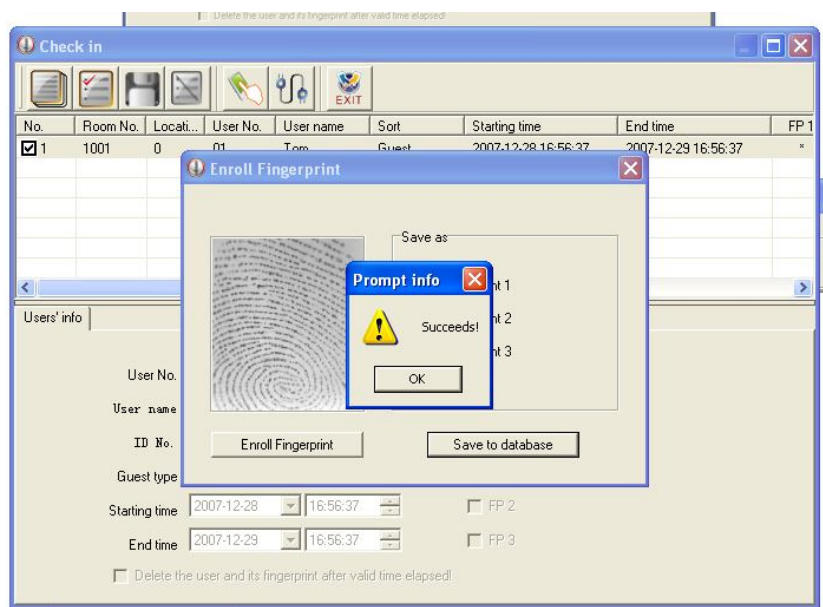 Delete the user and its fingerprint after valid time elapsed!
Check in
EXIT
No. Room No. Locati... User No. User name Sort Starting time End time FP 1
1 1001 0 01 Tom Guest 2007-12-28 16:56:37 2007-12-29 16:56:37 *
Enroll Fingerprint
Save as
Prompt info
nt 1
Users' info
Succeeds!
nt 2
nt 3
User No.
OK
User name
ID No.
Enroll Fingerprint Save to database
Guest type
Starting time 2007-12-28 16:56:37 FP 2
End time 2007-12-29 16:56:37 FP 3
Delete the user and its fingerprint after valid time elapsed!